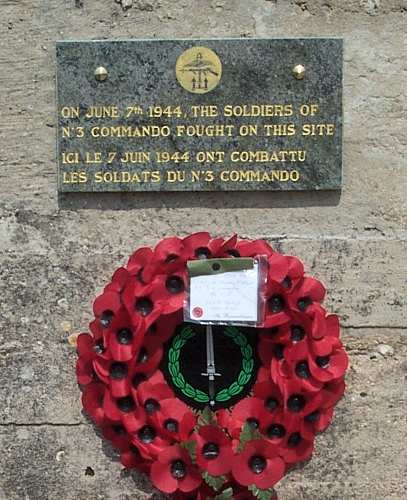 ON JUNE 7th 1944, THE SOLDIERS OF
N°3 COMMANDO FOUGHT ON THIS SITE
ICI LE 7 JUIN 1944 ONT COMBATTU
LES SOLDATS DU N°3 COMMANDO